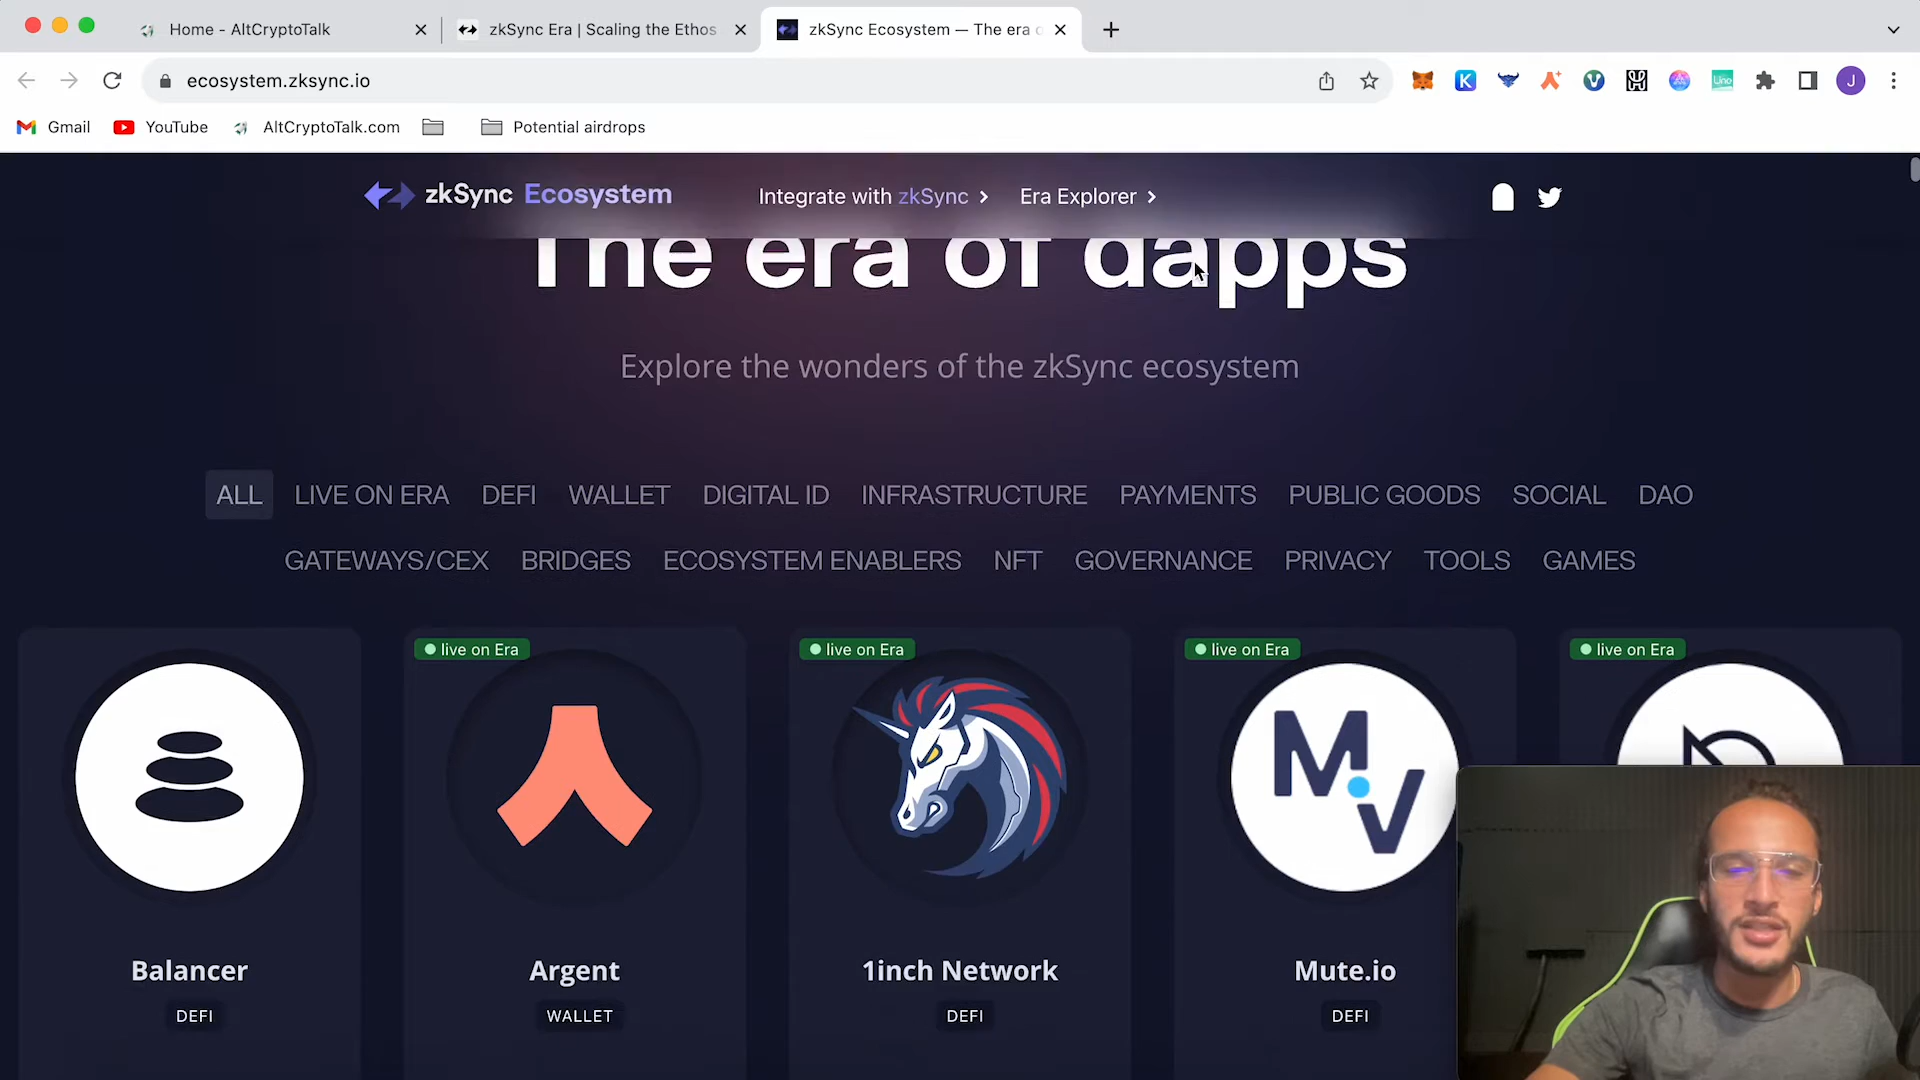 Home - AltCryptoTalk
zkSync Era | Scaling the Ethos
zkSync Ecosystem — The era o
ecosystem.zksync.io
K
Lino
J
Gmail
YouTube
AltCryptoTalk.com
Potential airdrops
zkSync Ecosystem
Integrate with zkSync
Era Explorer
The era of dapps
Explore the wonders of the zkSync ecosystem
ALL LIVE ON ERA DEFI WALLET DIGITAL ID INFRASTRUCTURE PAYMENTS PUBLIC GOODS SOCIAL DAO
GATEWAYS/CEX BRIDGES ECOSYSTEM ENABLERS NFT GOVERNANCE PRIVACY TOOLS GAMES
live on Era
live on Era
live on Era
live on Era
M.V
Balancer
Argent
1inch Network
Mute.io
DEFI
WALLET
DEFI
DEFI